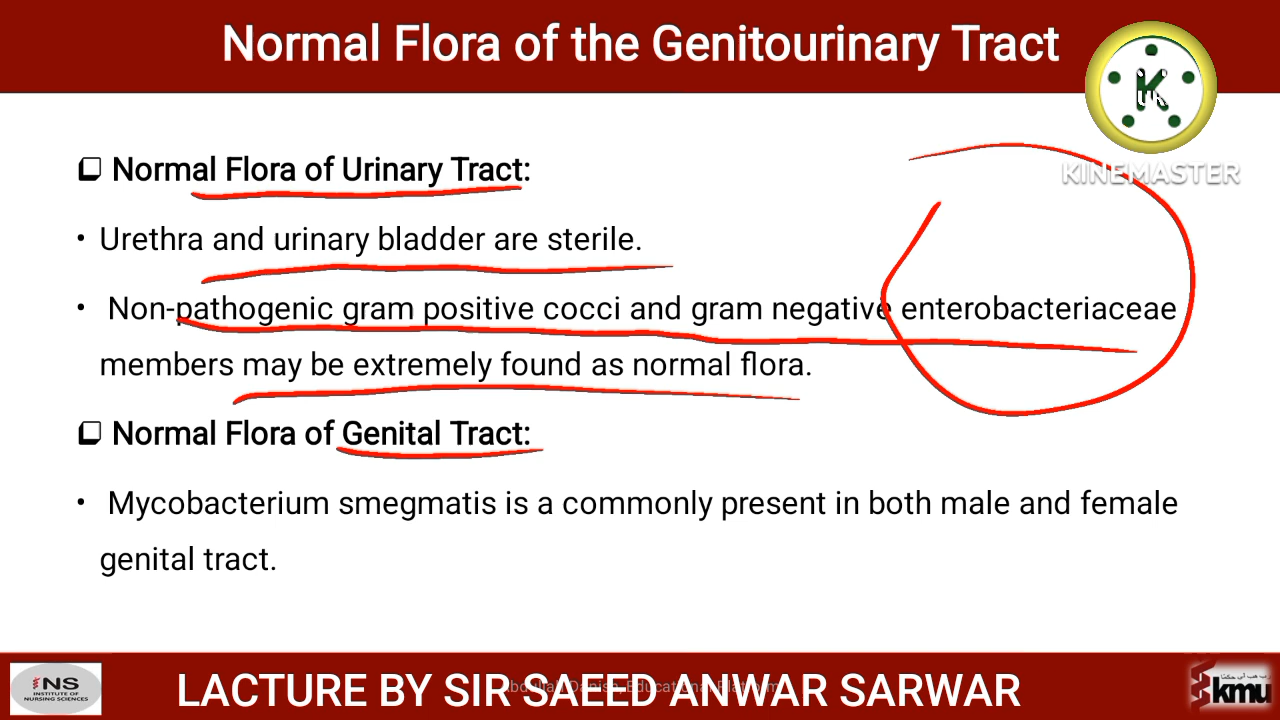 Normal Flora of the Genitourinary Tract
K
KINEMASTER
Normal Flora of Urinary Tract:
• Urethra and urinary bladder are sterile.
• Non-pathogenic gram positive cocci and gram negative enterobacteriaceae
members may be extremely found as normal flora.
Normal Flora of Genital Tract:
• Mycobacterium smegmatis is a commonly present in both male and female
genital tract.
INS
INSTITUTE OF
NURSING SCIENCES
LACTURE BY SIR SAEED ANWAR SARWAR
kmu